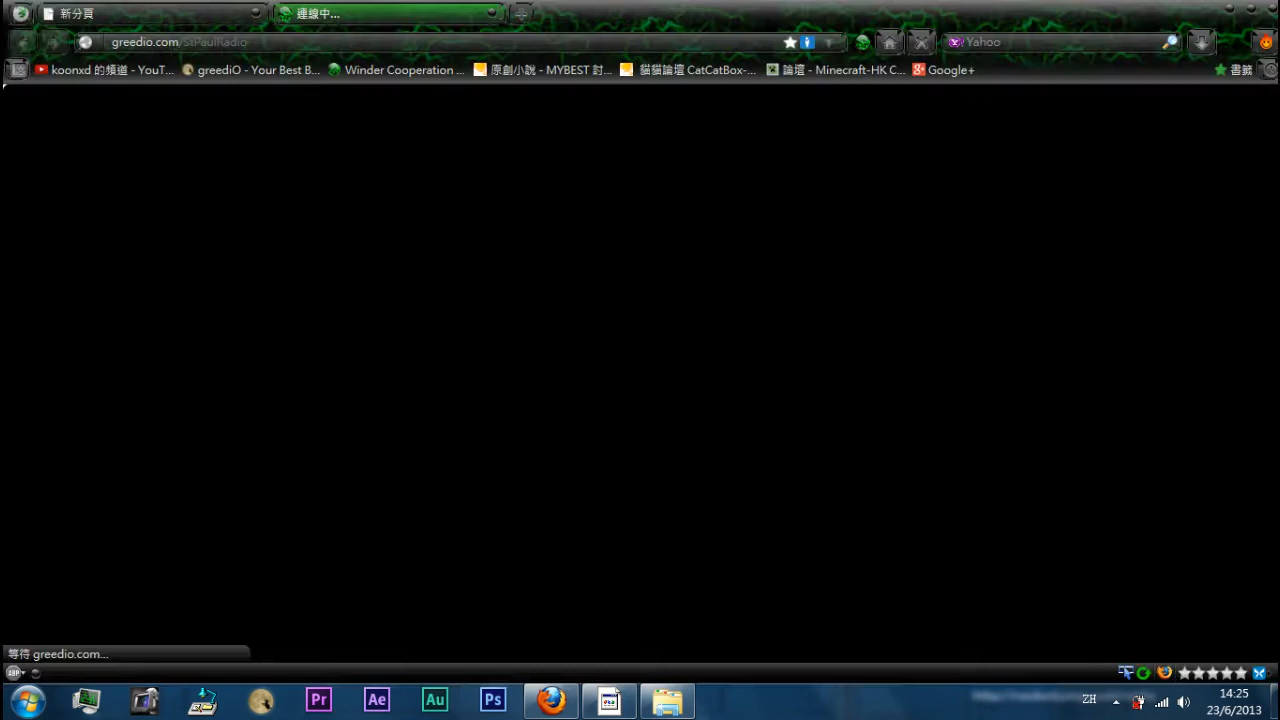 新分頁
連線中...
greedio.com/StPaulRadio
Yahoo
koonxd 的頻道 - YouT...
greediO - Your Best B...
Winder Cooperation ...
原創小說 - MYBEST 討...
貓貓論壇 CatCatBox-...
論壇 - Minecraft-HK C...
Google+
書籤
等待 greedio.com...
ABP
Pr
Ae
Au
Ps
ZH
14:25
23/6/2013